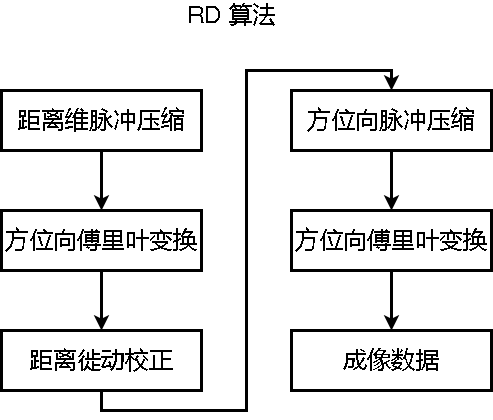 RD 算法
距离维脉冲压缩
方位向傅里叶变换
距离徙动校正
方位向脉冲压缩
方位向傅里叶变换
成像数据